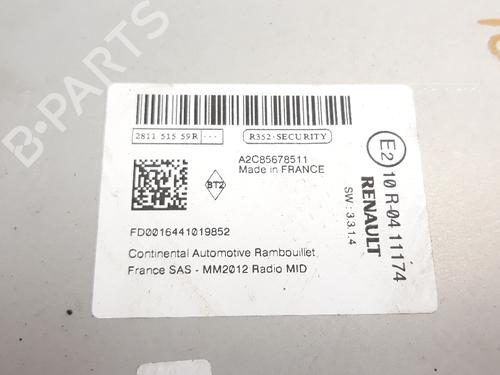 2811 515 59R ---
R352-SECURITY
A2C85678511
Made in FRANCE
BT2
FD0016441019852
Continental Automotive Rambouillet
France SAS - MM2012 Radio MID
E2 10 R-04 11174
RENAULT
SW: 3.3.1.4
B-PARTS